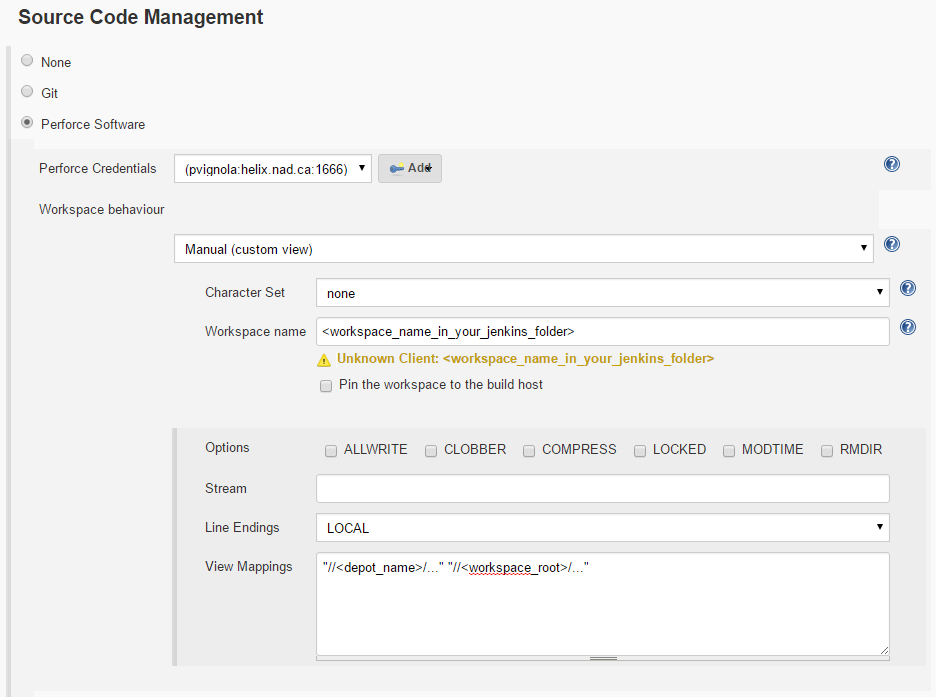 Source Code Management
None
Git
Perforce Software
Perforce Credentials (pvignola:helix.nad.ca:1666) Add
Workspace behaviour
Manual (custom view)
Character Set none
Workspace name <workspace_name_in_your_jenkins_folder>
Unknown Client: <workspace_name_in_your_jenkins_folder>
Pin the workspace to the build host
Options ALLWRITE CLOBBER COMPRESS LOCKED MODTIME RMDIR
Stream
Line Endings LOCAL
View Mappings "//<depot_name>/..." "//<workspace_root>/..."